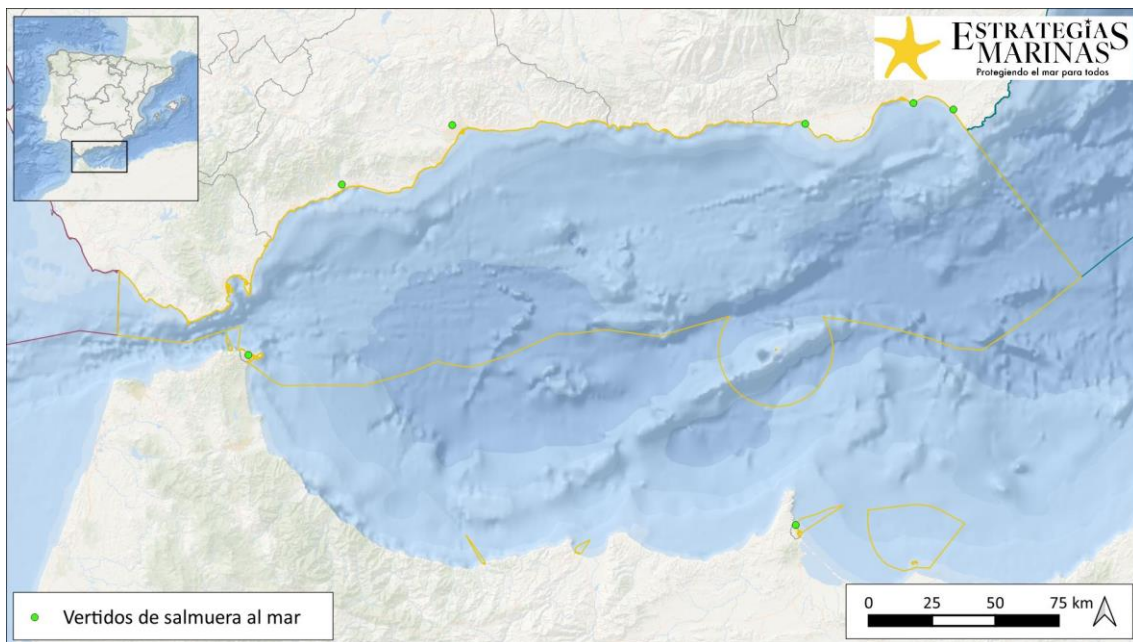 ESTRATEGIAS
MARINAS
Protegiendo el mar para todos
Vertidos de salmuera al mar
0 25 50 75 km